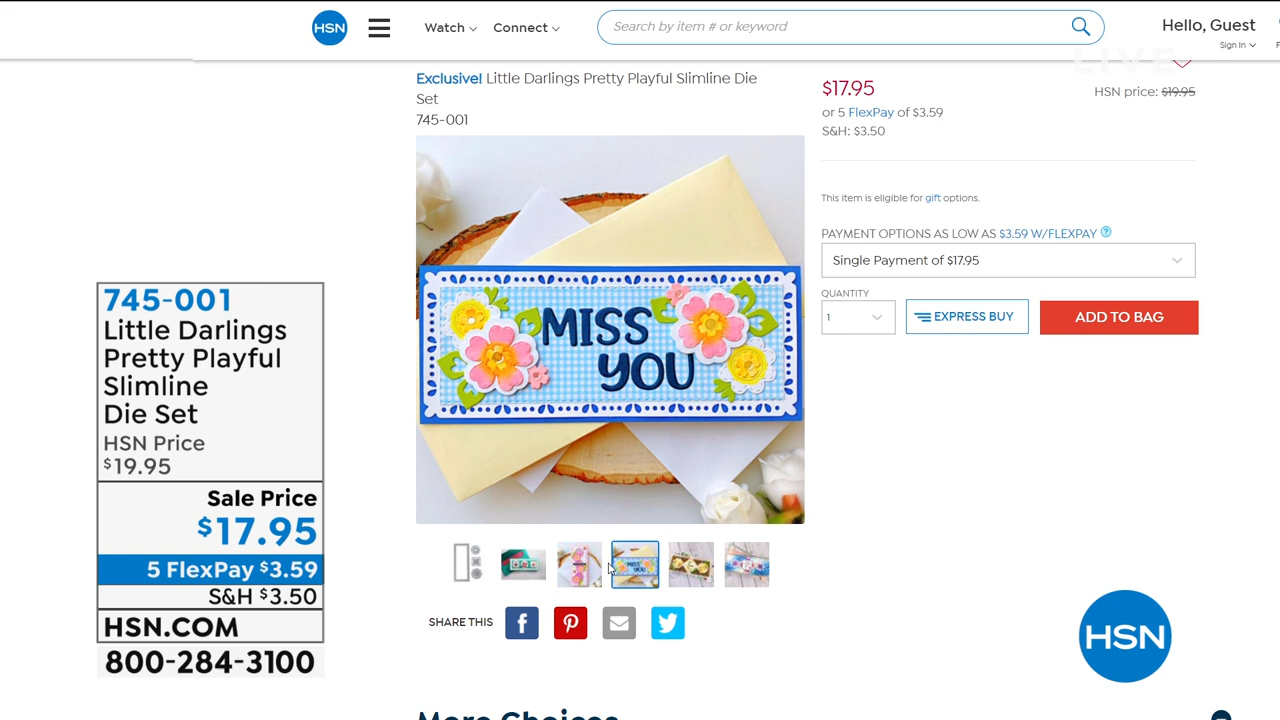 HSN
Watch
Connect
Search by item # or keyword
Hello, Guest
Sign In
LIVE
Exclusive! Little Darlings Pretty Playful Slimline Die
Set
745-001
$17.95
HSN price: $19.95
or 5 FlexPay of $3.59
S&H: $3.50
This item is eligible for gift options.
PAYMENT OPTIONS AS LOW AS $3.59 W/FLEXPAY ?
Single Payment of $17.95
QUANTITY
1
EXPRESS BUY
ADD TO BAG
MISS
YOU
745-001
Little Darlings
Pretty Playful
Slimline
Die Set
HSN Price
$19.95
Sale Price
$17.95
5 FlexPay $3.59
S&H $3.50
HSN.COM
800-284-3100
MISS
YOU
SHARE THIS
HSN
More Choices